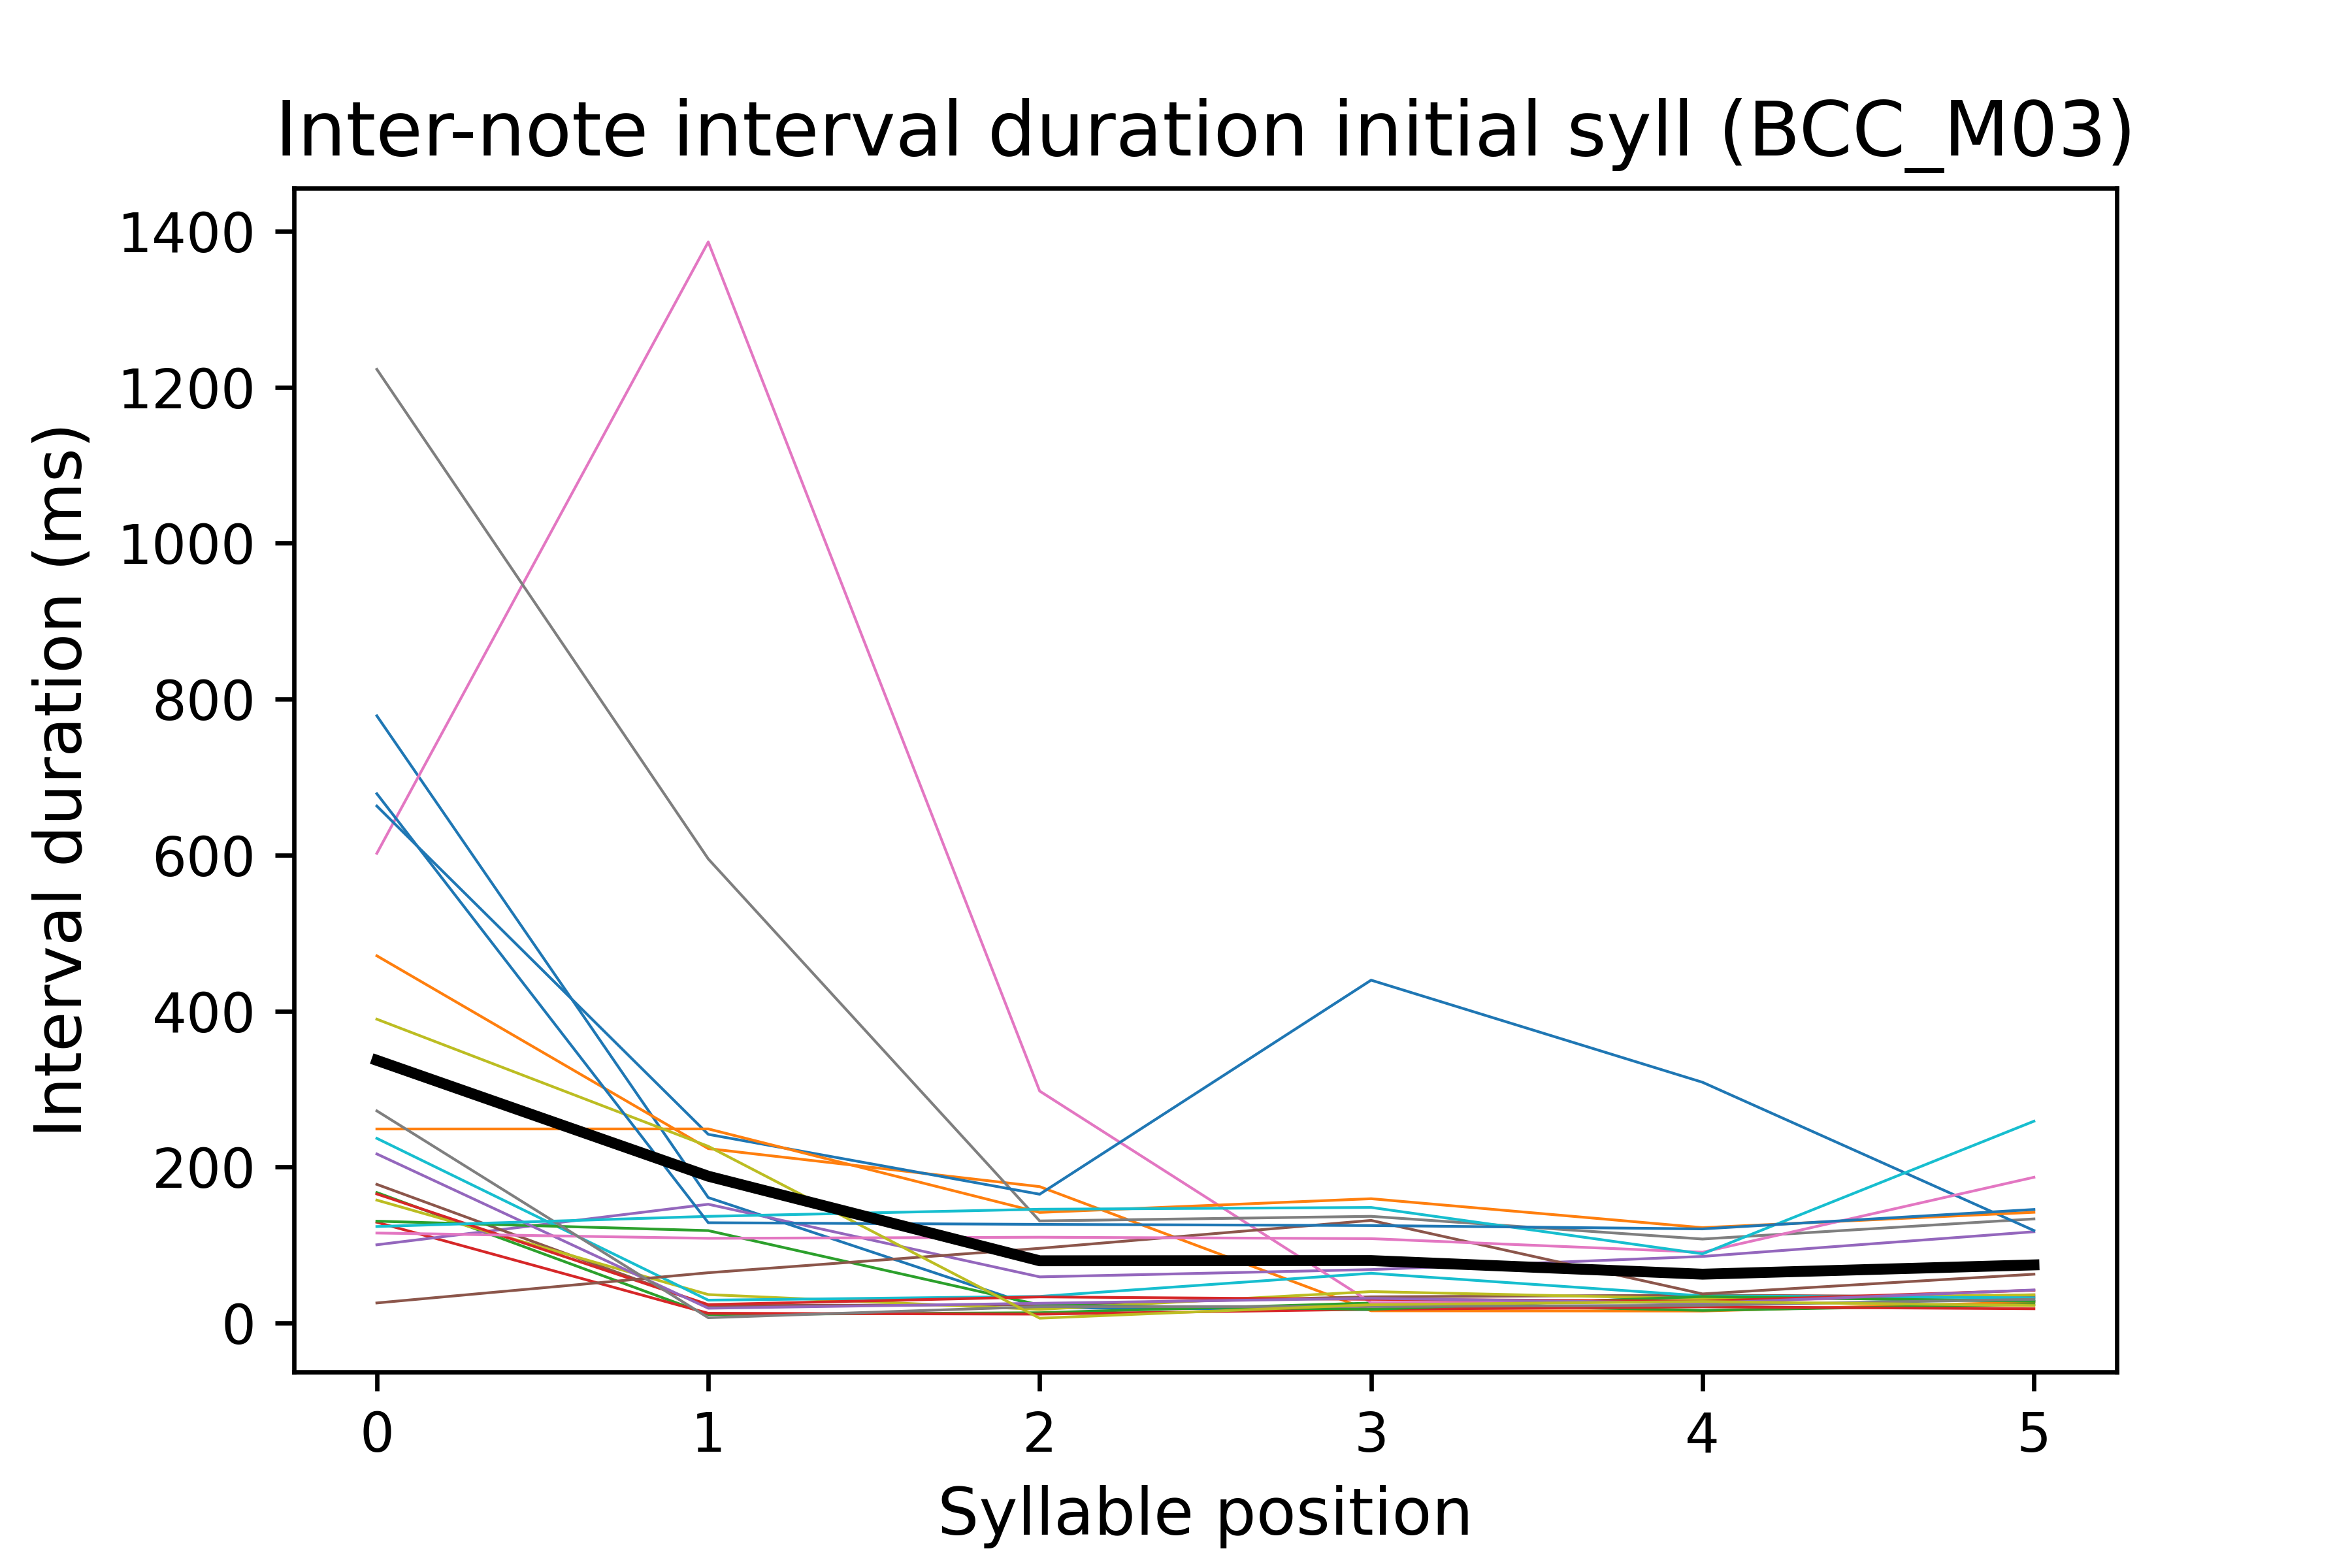 Inter-note interval duration initial syll (BCC_M03)
Interval duration (ms)
1400
1200
1000
800
600
400
200
0
0 1 2 3 4 5
Syllable position